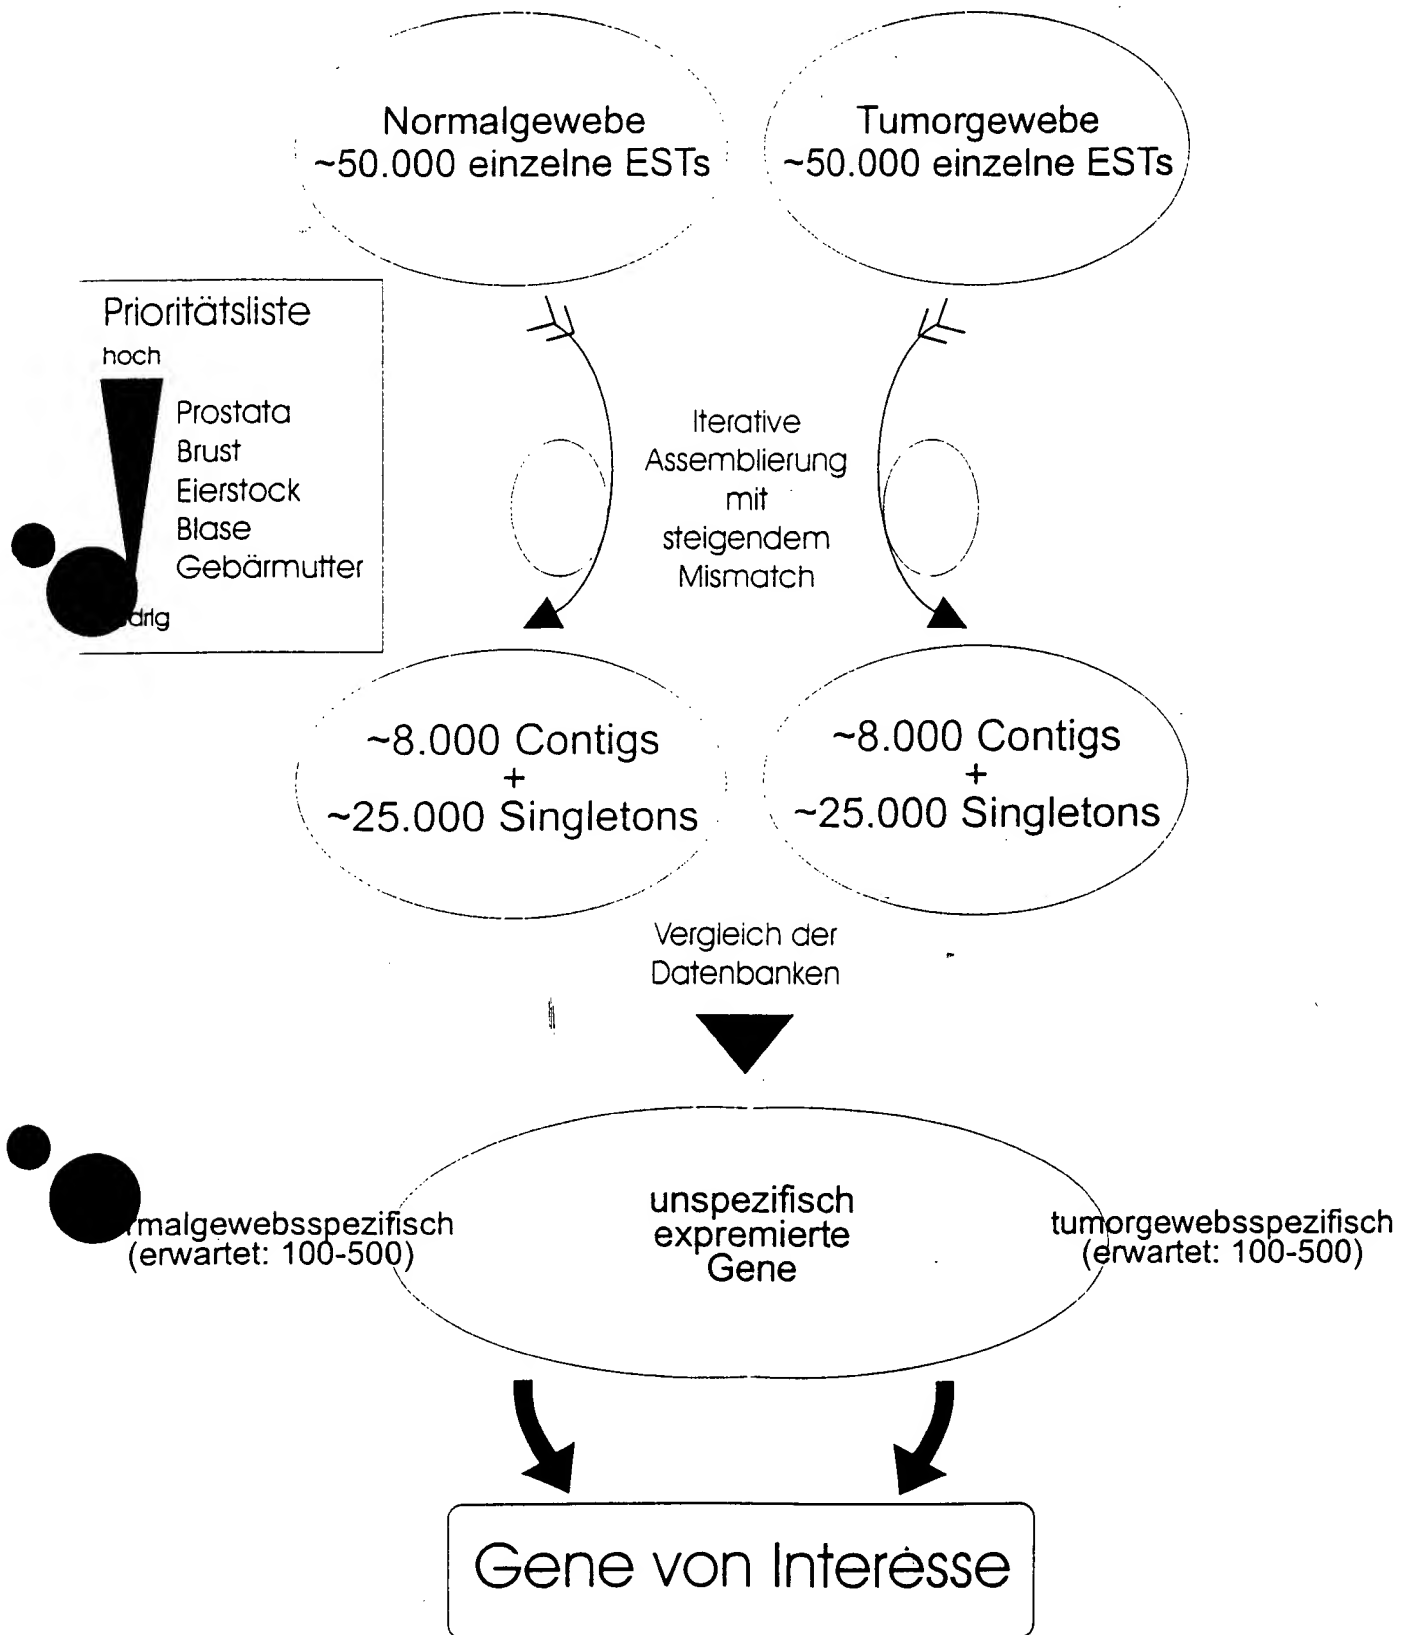 Normalgewebe
~50.000 einzelne ESTs
Tumorgewebe
~50.000 einzelne ESTs
Prioritätsliste
hoch
Prostata
Brust
Eierstock
Blase
Gebärmutter
drig
Iterative
Assemblierung
mit
steigendem
Mismatch
~8.000 Contigs
+
~25.000 Singletons
~8.000 Contigs
+
~25.000 Singletons
Vergleich der
Datenbanken
rmalgewebsspezifisch
(erwartet: 100-500)
unspezifisch
expremierte
Gene
tumorgewebsspezifisch
(erwartet: 100-500)
Gene von Interesse